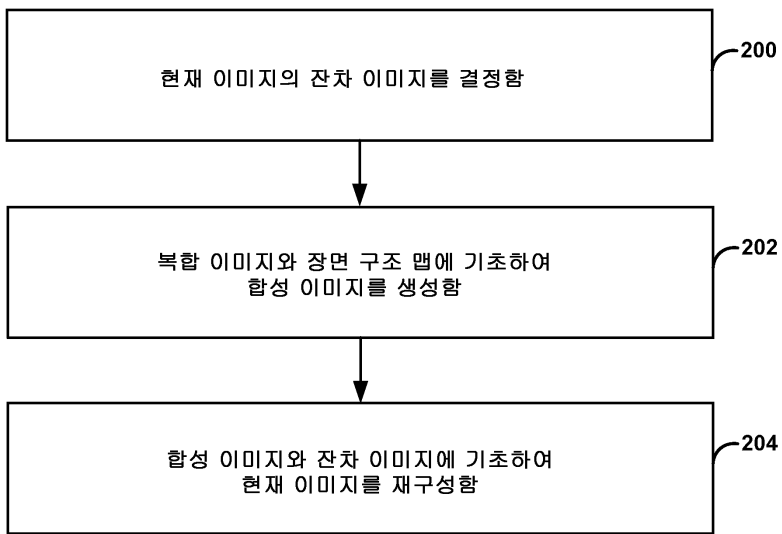 현재 이미지의 잔차 이미지를 결정함
200
복합 이미지와 장면 구조 맵에 기초하여
합성 이미지를 생성함
202
합성 이미지와 잔차 이미지에 기초하여
현재 이미지를 재구성함
204